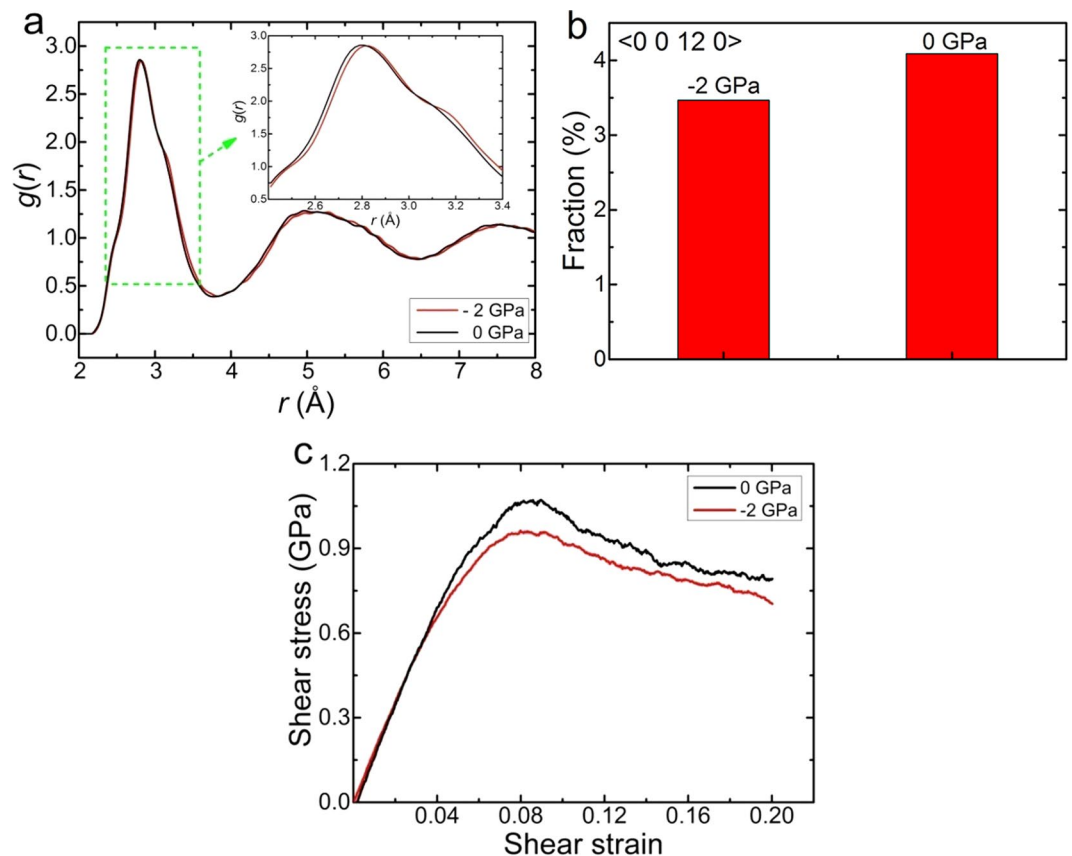 a
3.0
2.5
2.0
1.5
1.0
0.5
0.0
g(r)
2 3 4 5 6 7 8
r (Å)
3.0
2.5
2.0
1.5
1.0
0.5
g(r)
2.6 2.8 3.0 3.2 3.4
r (Å)
- 2 GPa
0 GPa
b
<0 0 12 0>
-2 GPa
0 GPa
4
3
2
1
0
Fraction (%)
c
1.2
0.9
0.6
0.3
0.0
Shear stress (GPa)
0 GPa
-2 GPa
0.04 0.08 0.12 0.16 0.20
Shear strain